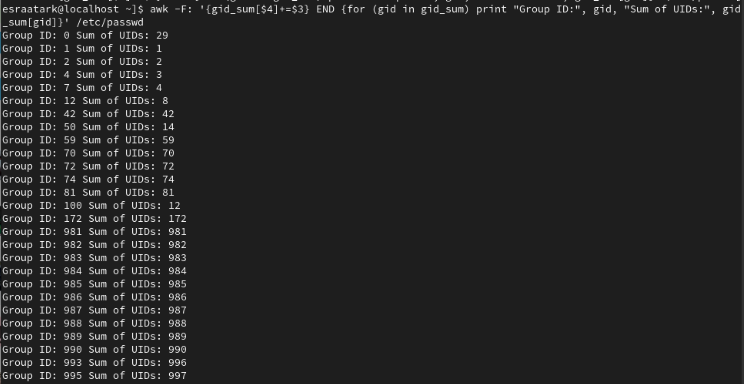 esraatark@localhost ~]$ awk -F: '{gid_sum[$4]+=$3} END {for (gid in gid_sum) print "Group ID:", gid, "Sum of UIDs:", gid
_sum[gid]}' /etc/passwd
Group ID: 0 Sum of UIDs: 29
Group ID: 1 Sum of UIDs: 1
Group ID: 2 Sum of UIDs: 2
Group ID: 4 Sum of UIDs: 3
Group ID: 7 Sum of UIDs: 4
Group ID: 12 Sum of UIDs: 8
Group ID: 42 Sum of UIDs: 42
Group ID: 50 Sum of UIDs: 14
Group ID: 59 Sum of UIDs: 59
Group ID: 70 Sum of UIDs: 70
Group ID: 72 Sum of UIDs: 72
Group ID: 74 Sum of UIDs: 74
Group ID: 81 Sum of UIDs: 81
Group ID: 100 Sum of UIDs: 12
Group ID: 172 Sum of UIDs: 172
Group ID: 981 Sum of UIDs: 981
Group ID: 982 Sum of UIDs: 982
Group ID: 983 Sum of UIDs: 983
Group ID: 984 Sum of UIDs: 984
Group ID: 985 Sum of UIDs: 985
Group ID: 986 Sum of UIDs: 986
Group ID: 987 Sum of UIDs: 987
Group ID: 988 Sum of UIDs: 988
Group ID: 989 Sum of UIDs: 989
Group ID: 990 Sum of UIDs: 990
Group ID: 993 Sum of UIDs: 996
Group ID: 995 Sum of UIDs: 997